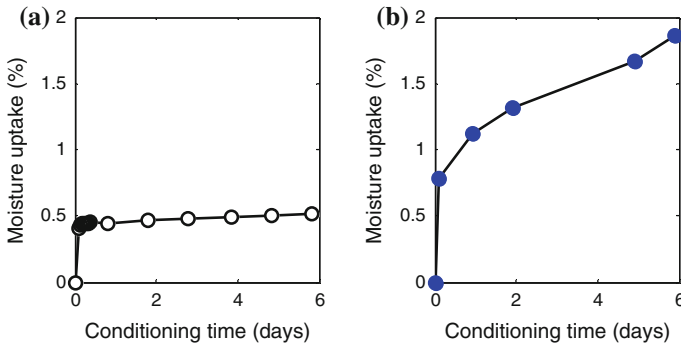 (a)
Moisture uptake (%)
2
1.5
1
0.5
0
0 2 4 6
Conditioning time (days)
(b)
Moisture uptake (%)
2
1.5
1
0.5
0
0 2 4 6
Conditioning time (days)